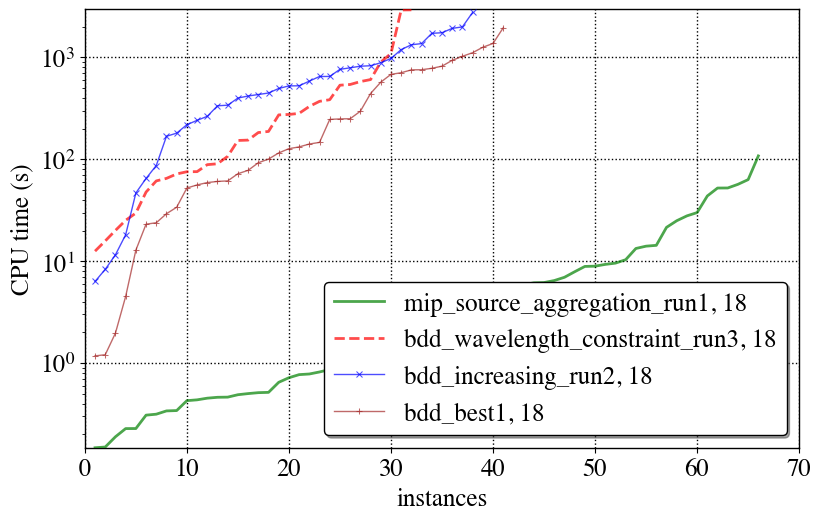 10³
10²
10¹
10⁰
CPU time (s)
mip_source_aggregation_run1, 18
bdd_wavelength_constraint_run3, 18
bdd_increasing_run2, 18
bdd_best1, 18
0 10 20 30 40 50 60 70
instances